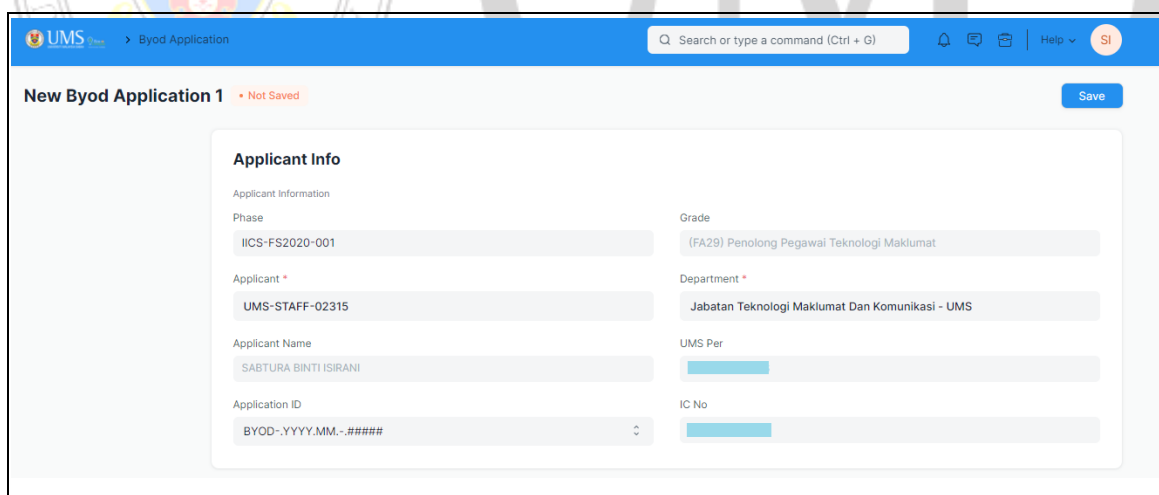 UMS > Byod Application Search or type a command (Ctrl + G) Help SI
New Byod Application 1 • Not Saved Save
Applicant Info
Applicant Information
Phase Grade
IICS-FS2020-001 (FA29) Penolong Pegawai Teknologi Maklumat
Applicant * Department *
UMS-STAFF-02315 Jabatan Teknologi Maklumat Dan Komunikasi - UMS
Applicant Name UMS Per
SABTURA BINTI ISIRANI
Application ID IC No
BYOD-.YYYY.MM.-.#####